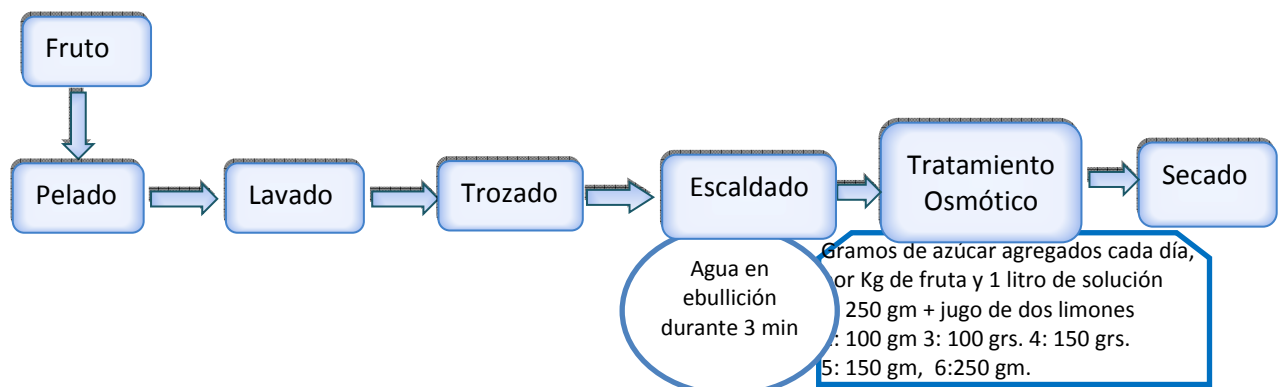 Fruto
Pelado
Lavado
Trozado
Escaldado
Tratamiento
Osmótico
Secado
Agua en
ebullición
durante 3 min
Gramos de azúcar agregados cada día,
or Kg de fruta y 1 litro de solución
250 gm + jugo de dos limones
: 100 gm 3: 100 grs. 4: 150 grs.
5: 150 gm, 6:250 gm.